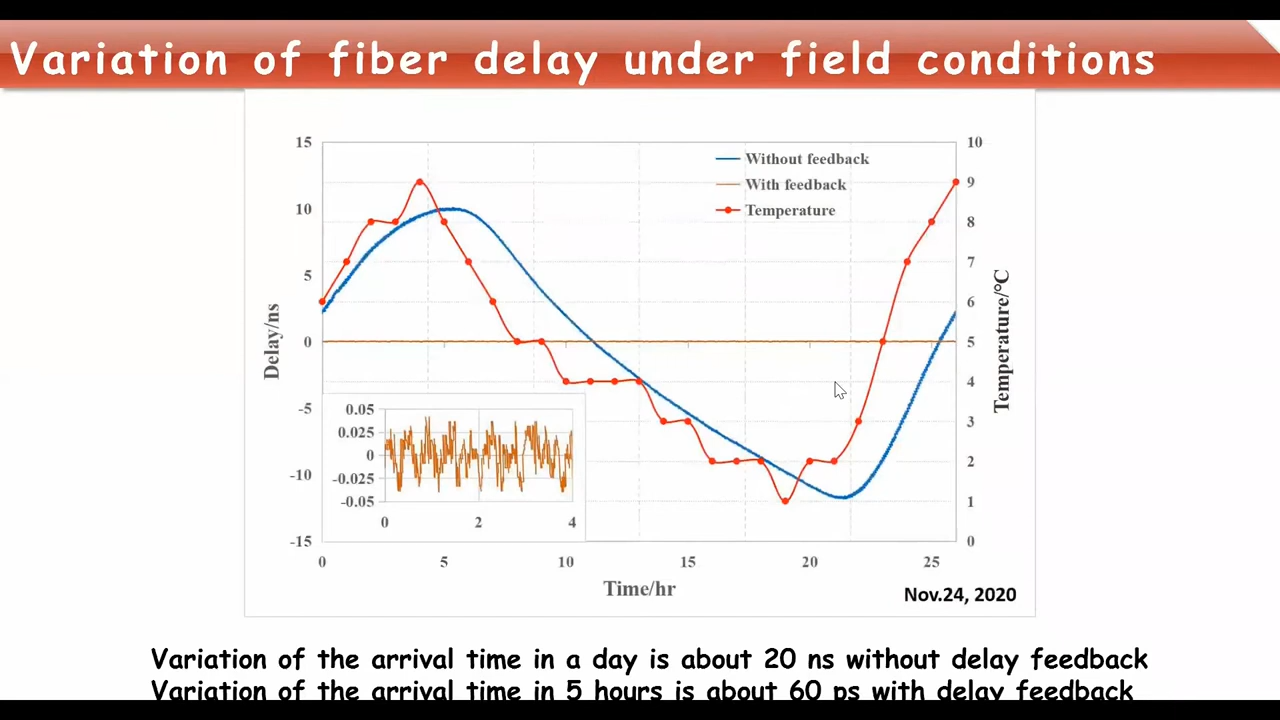 Variation of fiber delay under field conditions
15
10
5
0
-5
-10
-15
Delay/ns
Without feedback
With feedback
Temperature
10
9
8
7
6
5
4
3
2
1
0
Temperature/°C
0.05
0.025
0
-0.025
-0.05
0 2 4
0 5 10 15 20 25
Time/hr
Nov.24, 2020
Variation of the arrival time in a day is about 20 ns without delay feedback
Variation of the arrival time in 5 hours is about 60 ps with delay feedback